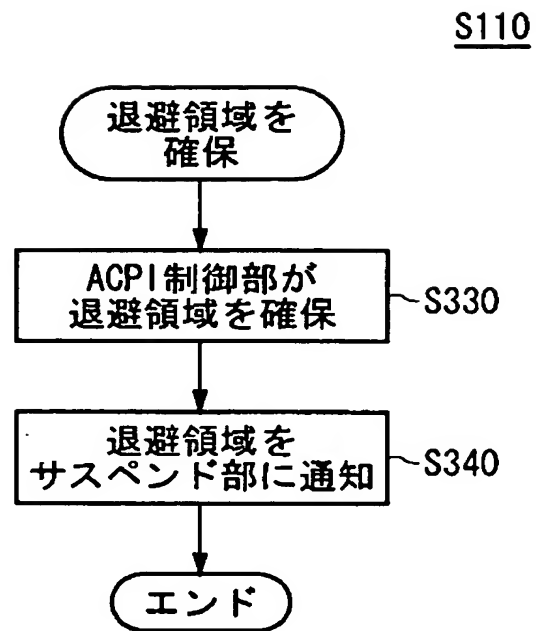 S110
退避領域を
確保
ACPI制御部が
退避領域を確保
S330
退避領域を
サスペンド部に通知
S340
エンド